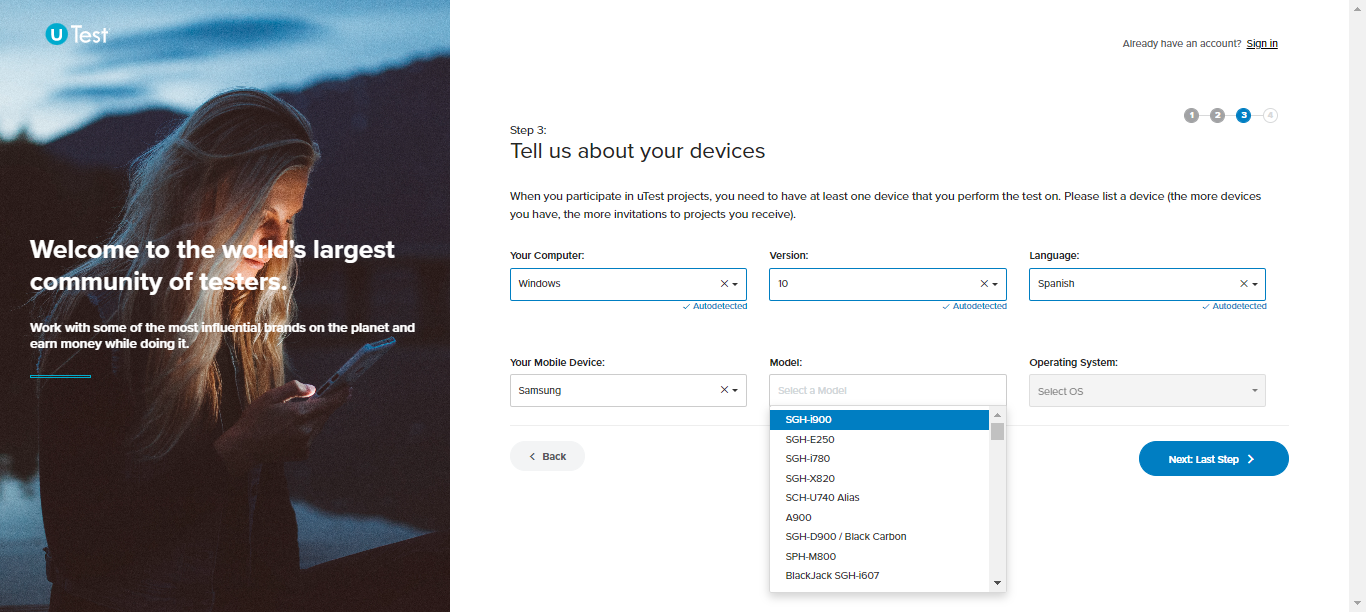 U Test
Already have an account? Sign in
1 2 3 4
Step 3:
Tell us about your devices
When you participate in uTest projects, you need to have at least one device that you perform the test on. Please list a device (the more devices
you have, the more invitations to projects you receive).
Welcome to the world's largest
community of testers.
Work with some of the most influential brands on the planet and
earn money while doing it.
Your Computer: Version: Language:
Windows 10 Spanish
Autodetected Autodetected Autodetected
Your Mobile Device: Model: Operating System:
Samsung Select a Model Select OS
SGH-i900
SGH-E250
SGH-i780
SGH-X820
SCH-U740 Alias
A900
SGH-D900 / Black Carbon
SPH-M800
BlackJack SGH-i607
Back Next: Last Step